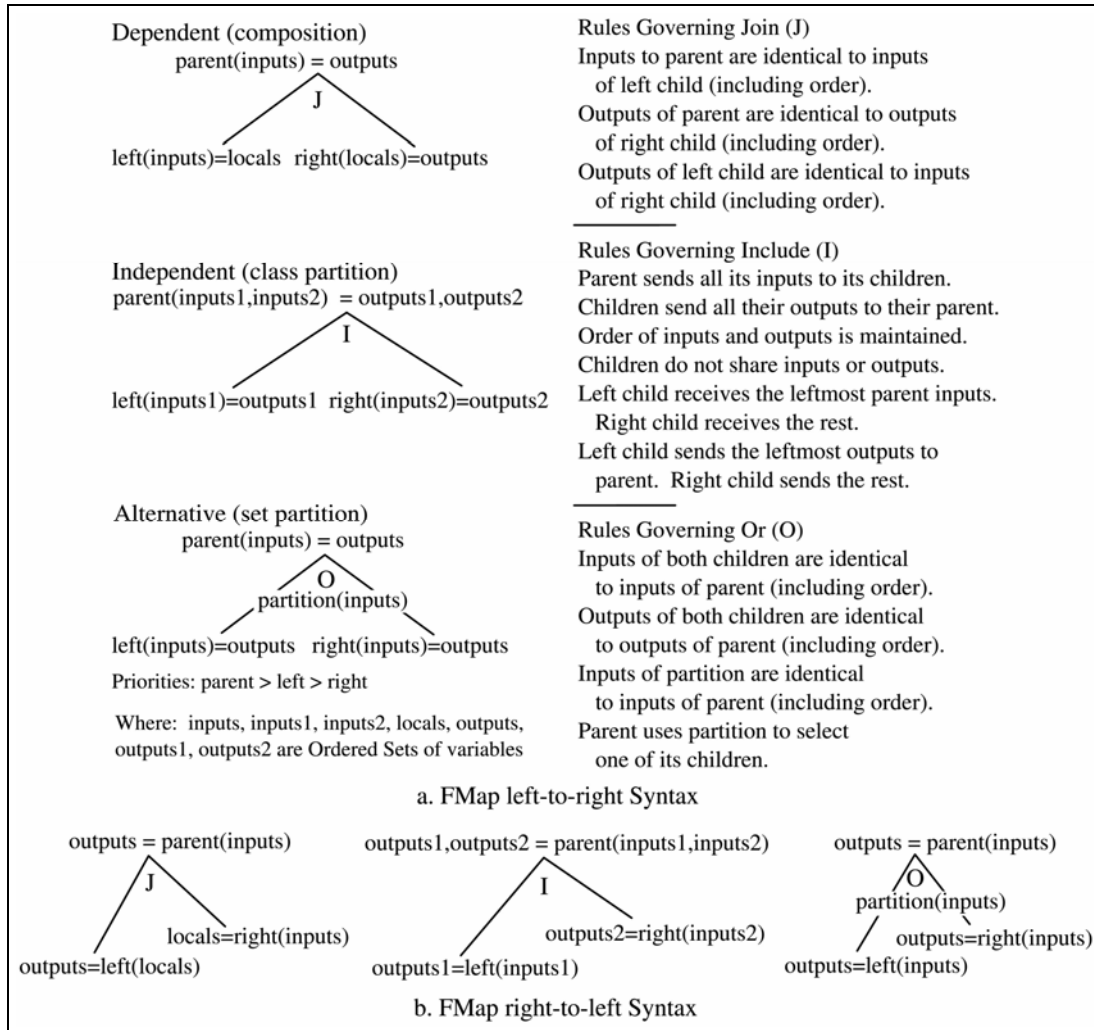 Dependent (composition)
parent(inputs) = outputs
J
left(inputs)=locals right(locals)=outputs
Rules Governing Join (J)
Inputs to parent are identical to inputs
of left child (including order).
Outputs of parent are identical to outputs
of right child (including order).
Outputs of left child are identical to inputs
of right child (including order).
Independent (class partition)
parent(inputs1,inputs2) = outputs1,outputs2
I
left(inputs1)=outputs1 right(inputs2)=outputs2
Rules Governing Include (I)
Parent sends all its inputs to its children.
Children send all their outputs to their parent.
Order of inputs and outputs is maintained.
Children do not share inputs or outputs.
Left child receives the leftmost parent inputs.
Right child receives the rest.
Left child sends the leftmost outputs to
parent. Right child sends the rest.
Alternative (set partition)
parent(inputs) = outputs
O
partition(inputs)
left(inputs)=outputs right(inputs)=outputs
Priorities: parent > left > right
Where: inputs, inputs1, inputs2, locals, outputs,
outputs1, outputs2 are Ordered Sets of variables
Rules Governing Or (O)
Inputs of both children are identical
to inputs of parent (including order).
Outputs of both children are identical
to outputs of parent (including order).
Inputs of partition are identical
to inputs of parent (including order).
Parent uses partition to select
one of its children.
a. FMap left-to-right Syntax
outputs = parent(inputs)
J
locals=right(inputs)
outputs=left(locals)
outputs1,outputs2 = parent(inputs1,inputs2)
I
outputs2=right(inputs2)
outputs1=left(inputs1)
outputs = parent(inputs)
O
partition(inputs)
outputs=right(inputs)
outputs=left(inputs)
b. FMap right-to-left Syntax